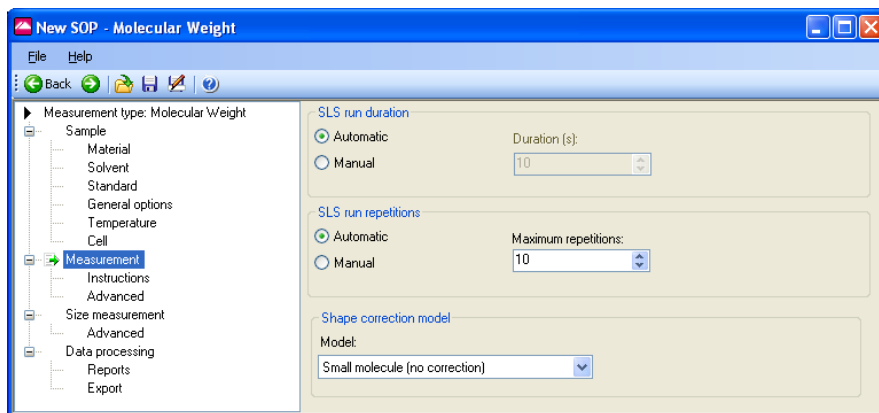 New SOP - Molecular Weight
File Help
Back
Measurement type: Molecular Weight
Sample
Material
Solvent
Standard
General options
Temperature
Cell
Measurement
Instructions
Advanced
Size measurement
Advanced
Data processing
Reports
Export
SLS run duration
Automatic
Manual
Duration (s):
10
SLS run repetitions
Automatic
Manual
Maximum repetitions:
10
Shape correction model
Model:
Small molecule (no correction)